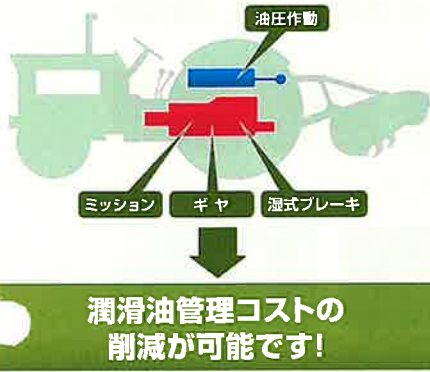 油圧作動
ミッション
ギヤ
湿式ブレーキ
潤滑油管理コストの
削減が可能です!